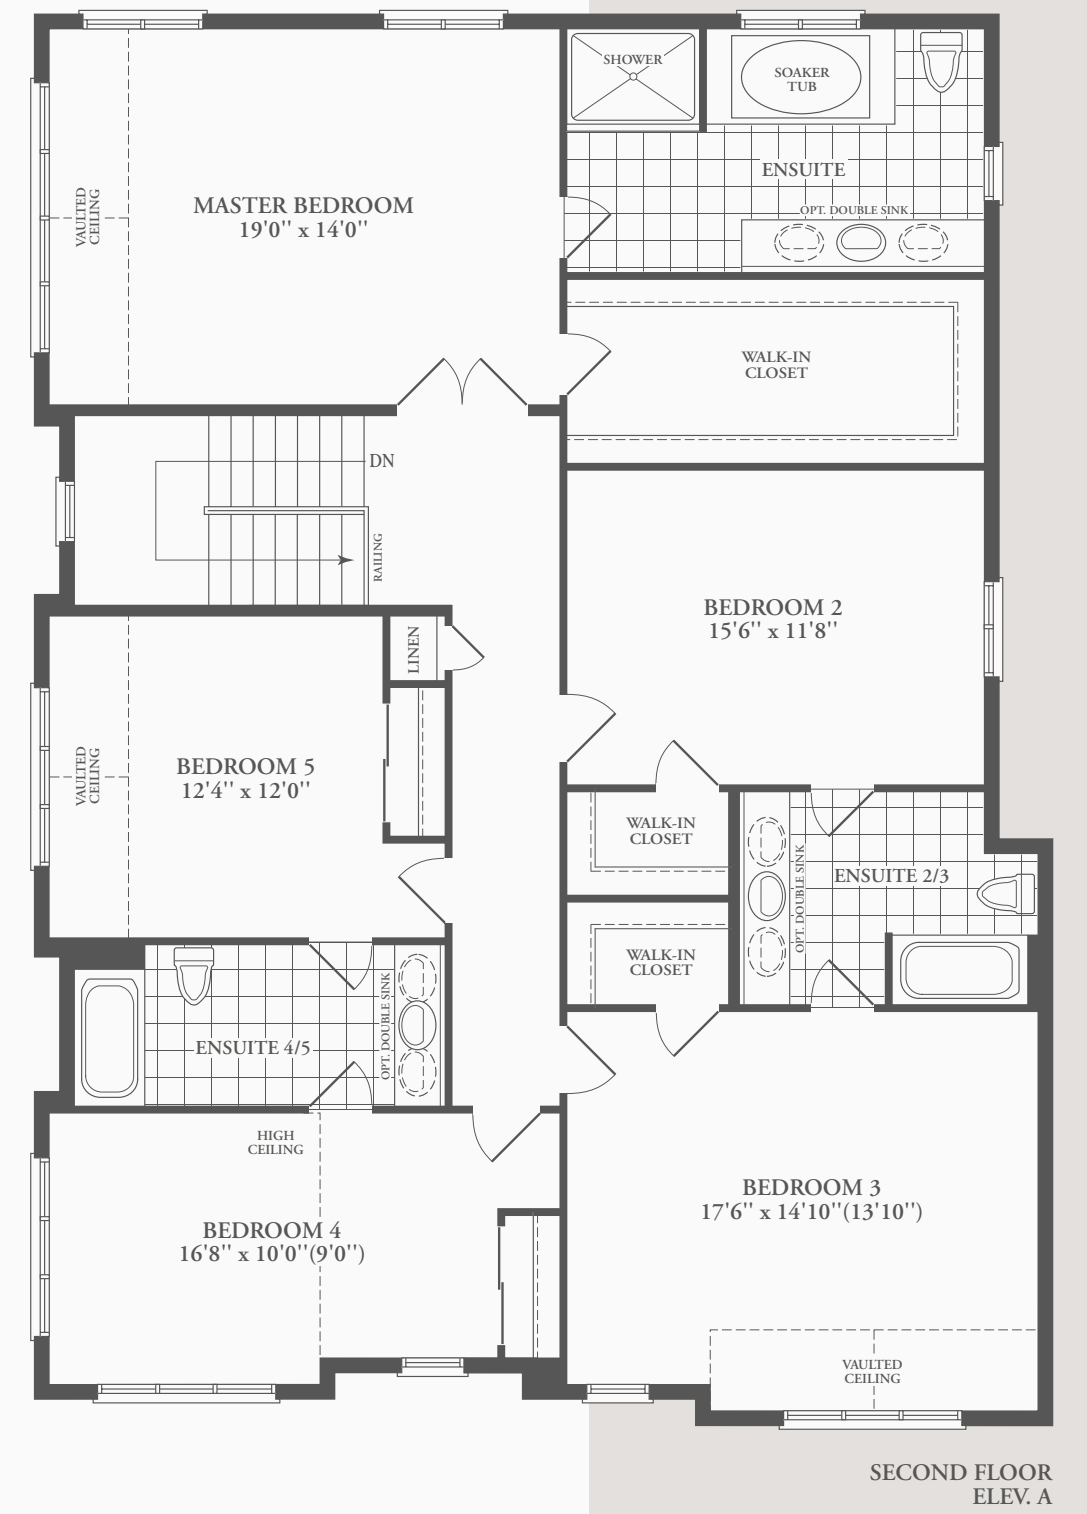 SHOWER
SOAKER
TUB
ENSUITE
OPT. DOUBLE SINK
VAULTED
CEILING
MASTER BEDROOM
19'0'' x 14'0''
WALK-IN
CLOSET
DN
RAILING
BEDROOM 2
15'6'' x 11'8''
LINEN
VAULTED
CEILING
BEDROOM 5
12'4'' x 12'0''
WALK-IN
CLOSET
OPT. DOUBLE SINK
ENSUITE 2/3
WALK-IN
CLOSET
ENSUITE 4/5
OPT. DOUBLE SINK
HIGH
CEILING
BEDROOM 4
16'8'' x 10'0''(9'0'')
BEDROOM 3
17'6'' x 14'10''(13'10'')
VAULTED
CEILING
SECOND FLOOR
ELEV. A